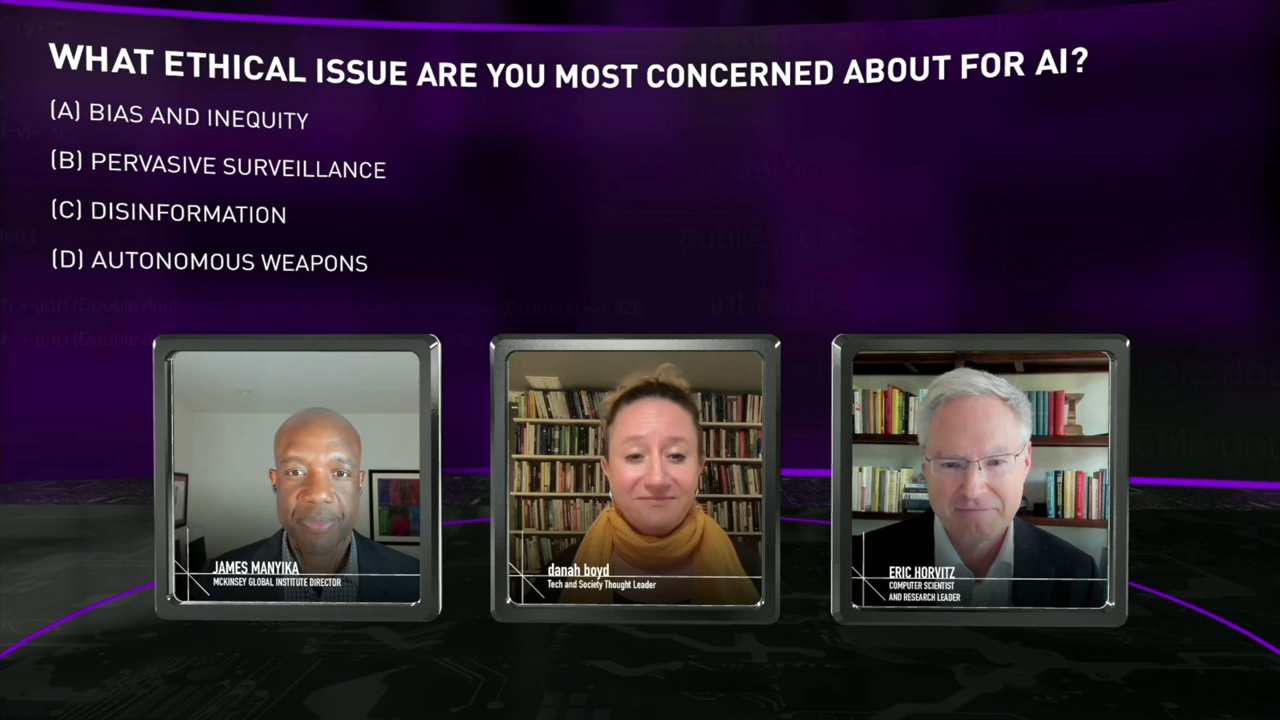 WHAT ETHICAL ISSUE ARE YOU MOST CONCERNED ABOUT FOR AI?
(A) BIAS AND INEQUITY
(B) PERVASIVE SURVEILLANCE
(C) DISINFORMATION
(D) AUTONOMOUS WEAPONS
JAMES MANYIKA
MCKINSEY GLOBAL INSTITUTE DIRECTOR
danah boyd
Tech and Society Thought Leader
ERIC HORVITZ
COMPUTER SCIENTIST
AND RESEARCH LEADER